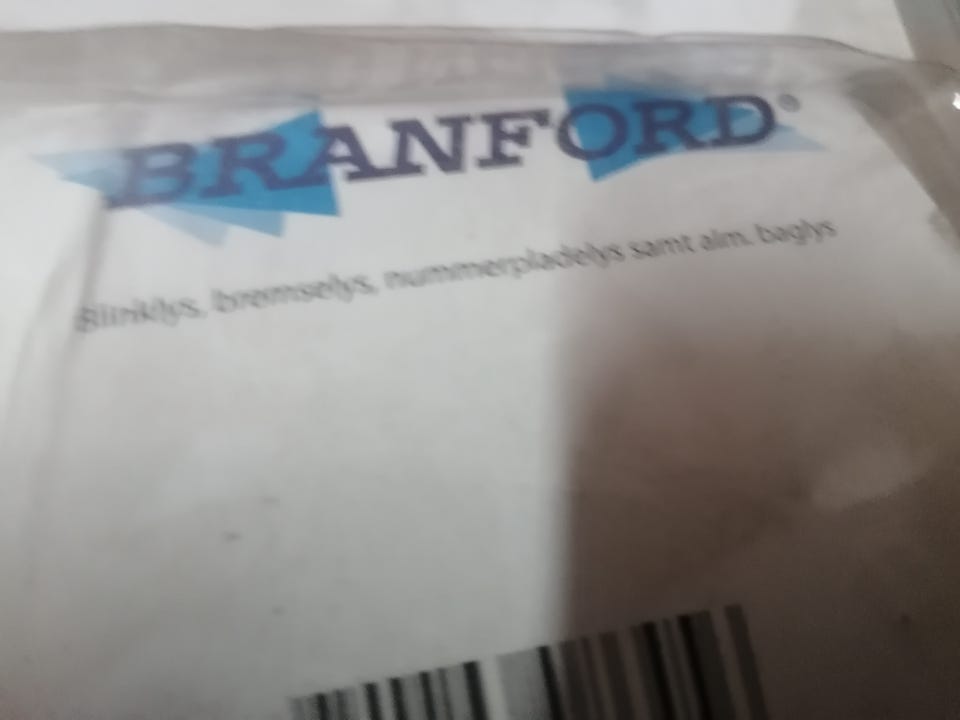 BRANFORD®
Blinklys, bremselys, nummerpladelys samt alm. baglys